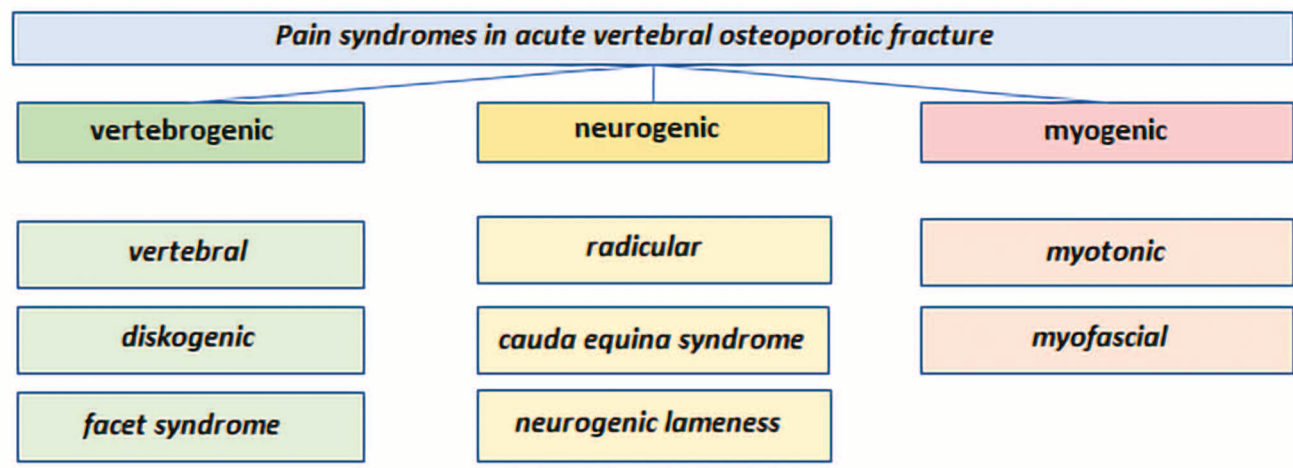 Pain syndromes in acute vertebral osteoporotic fracture
vertebrogenic
neurogenic
myogenic
vertebral
radicular
myotonic
diskogenic
cauda equina syndrome
myofascial
facet syndrome
neurogenic lameness